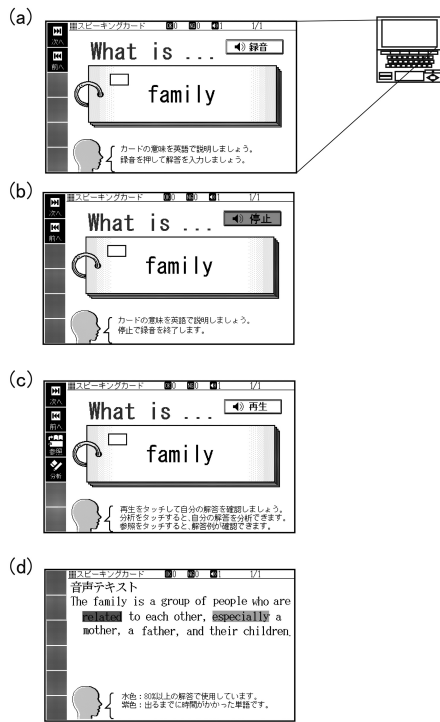 (a)
次へ
前へ
スピーキングカード OK0 NG0 1 1/1
What is ... 録音
family
カードの意味を英語で説明しましょう。
録音を押して解答を入力しましょう。
(b)
次へ
前へ
スピーキングカード OK0 NG0 1 1/1
What is ... 停止
family
カードの意味を英語で説明しましょう。
停止で録音を終了します。
(c)
次へ
前へ
参照
分析
スピーキングカード OK0 NG0 1 1/1
What is ... 再生
family
再生をタッチして自分の解答を確認しましょう。
分析をタッチすると、自分の解答を分析できます。
参照をタッチすると、解答例が確認できます。
(d)
スピーキングカード OK0 NG0 1 1/1
音声テキスト
The family is a group of people who are
related to each other, especially a
mother, a father, and their children.
水色：80%以上の解答で使用しています。
紫色：出るまでに時間がかかった単語です。